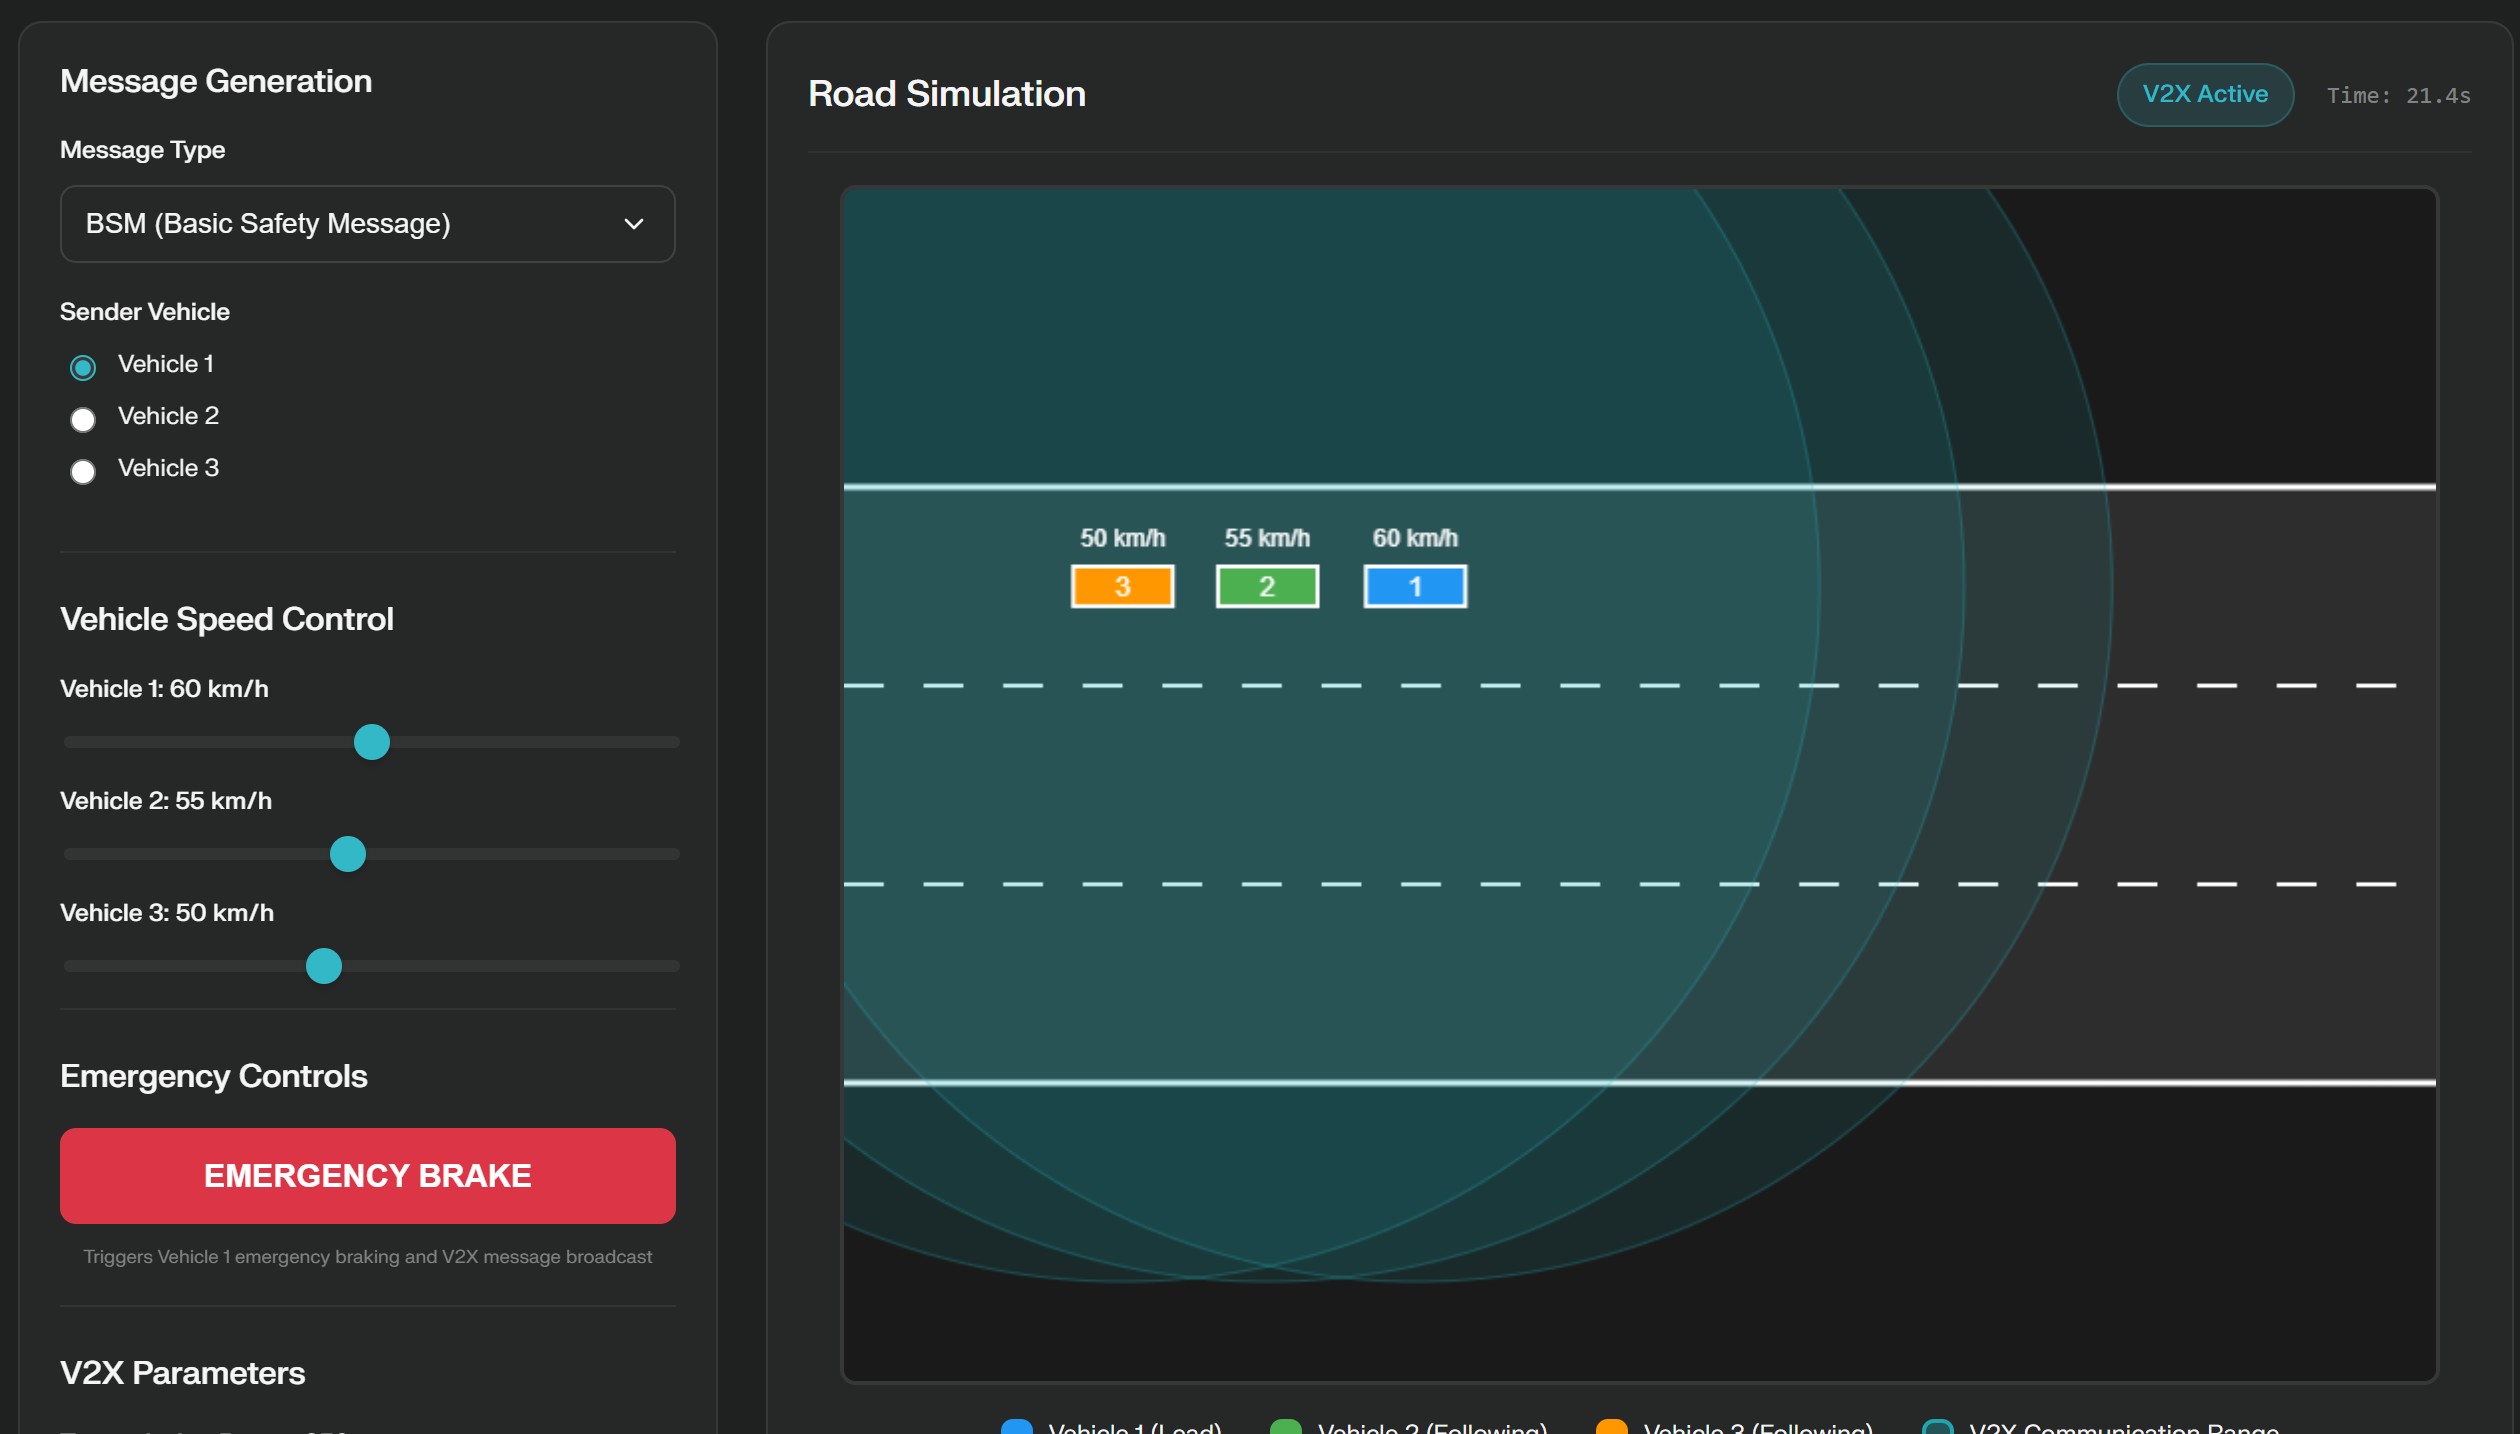 Message Generation
Message Type
BSM (Basic Safety Message)
Sender Vehicle
Vehicle 1
Vehicle 2
Vehicle 3
Vehicle Speed Control
Vehicle 1: 60 km/h
Vehicle 2: 55 km/h
Vehicle 3: 50 km/h
Emergency Controls
EMERGENCY BRAKE
Triggers Vehicle 1 emergency braking and V2X message broadcast
V2X Parameters
Road Simulation
V2X Active
Time: 21.4s
50 km/h
55 km/h
60 km/h
3
2
1
Vehicle 1 (Lead)
Vehicle 2 (Following)
Vehicle 3 (Following)
V2X Communication Range